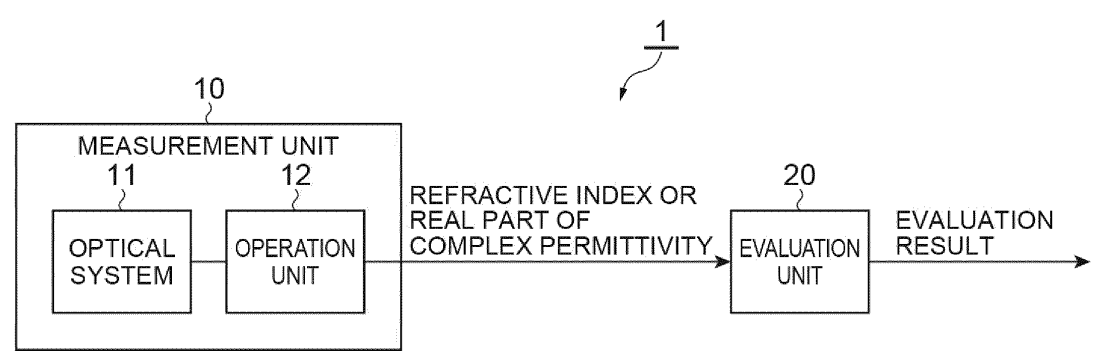 1
10
MEASUREMENT UNIT
11
12
20
OPTICAL
SYSTEM
OPERATION
UNIT
REFRACTIVE INDEX OR
REAL PART OF
COMPLEX PERMITTIVITY
EVALUATION
UNIT
EVALUATION
RESULT